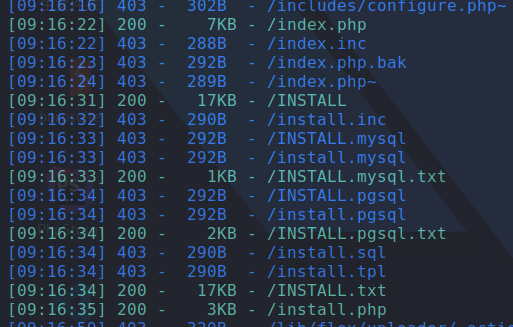 [09:16:16] 403 - 302B - /includes/configure.php~
[09:16:22] 200 - 7KB - /index.php
[09:16:22] 403 - 288B - /index.inc
[09:16:23] 403 - 292B - /index.php.bak
[09:16:24] 403 - 289B - /index.php~
[09:16:31] 200 - 17KB - /INSTALL
[09:16:32] 403 - 290B - /install.inc
[09:16:33] 403 - 292B - /INSTALL.mysql
[09:16:33] 403 - 292B - /install.mysql
[09:16:33] 200 - 1KB - /INSTALL.mysql.txt
[09:16:34] 403 - 292B - /INSTALL.pgsql
[09:16:34] 403 - 292B - /install.pgsql
[09:16:34] 200 - 2KB - /INSTALL.pgsql.txt
[09:16:34] 403 - 290B - /install.sql
[09:16:34] 403 - 290B - /install.tpl
[09:16:34] 200 - 17KB - /INSTALL.txt
[09:16:35] 200 - 3KB - /install.php
[09:16:59] 403 - 320B -